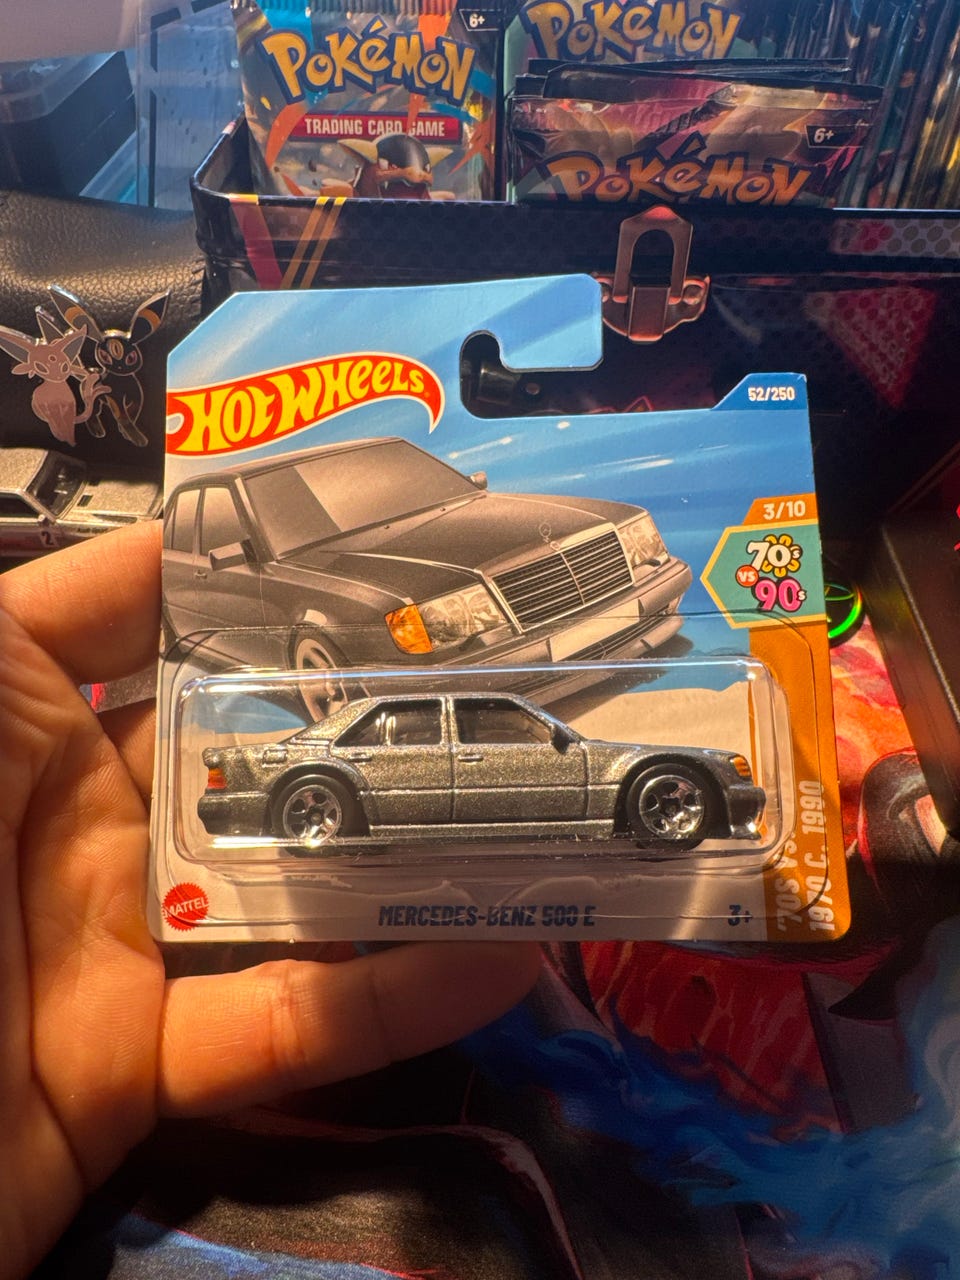 6+
POKéMON
TRADING CARD GAME
POKéMON
6+
POKéMON
HOT WHEELS
52/250
3/10
70s
VS
90s
2
'70S VS.
1970 C. 1990
MATTEL
MERCEDES-BENZ 500 E
3+